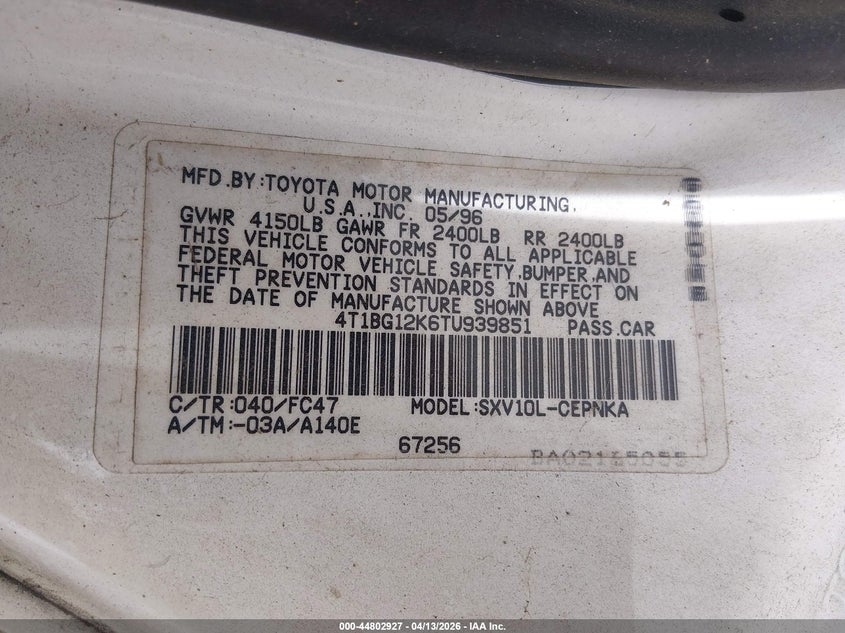 MFD.BY:TOYOTA MOTOR MANUFACTURING,
U.S.A.,INC. 05/96
GVWR 4150LB GAWR FR 2400LB RR 2400LB
THIS VEHICLE CONFORMS TO ALL APPLICABLE
FEDERAL MOTOR VEHICLE SAFETY,BUMPER,AND
THEFT PREVENTION STANDARDS IN EFFECT ON
THE DATE OF MANUFACTURE SHOWN ABOVE
4T1BG12K6TU939851 PASS.CAR
C/TR:040/FC47 MODEL:SXV10L-CEPNKA
A/TM:-03A/A140E
67256
000-44802927 - 04/13/2026 - IAA Inc.